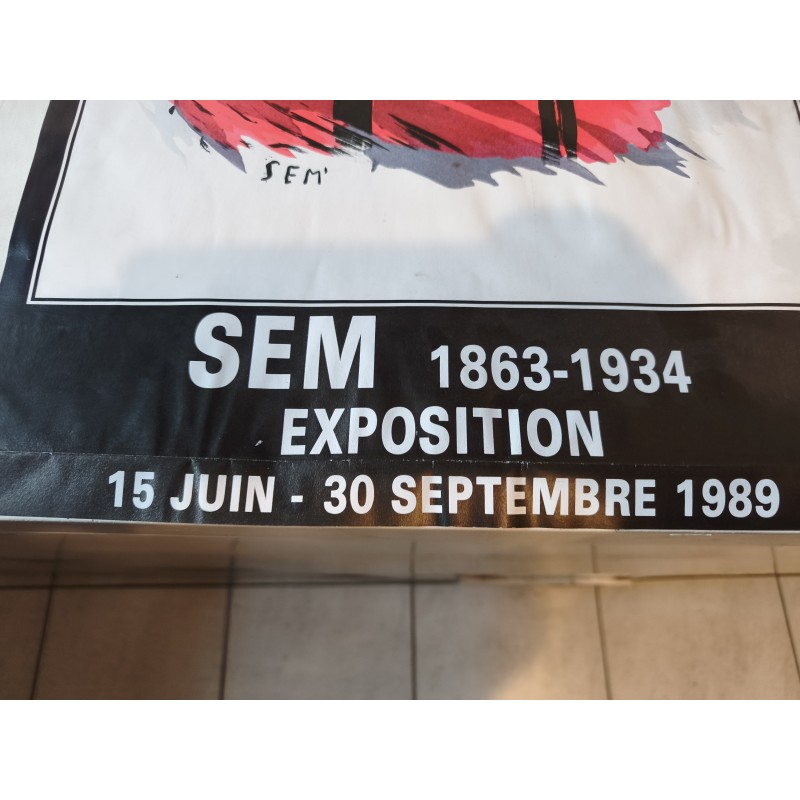 SEM
SEM 1863-1934
EXPOSITION
15 JUIN - 30 SEPTEMBRE 1989